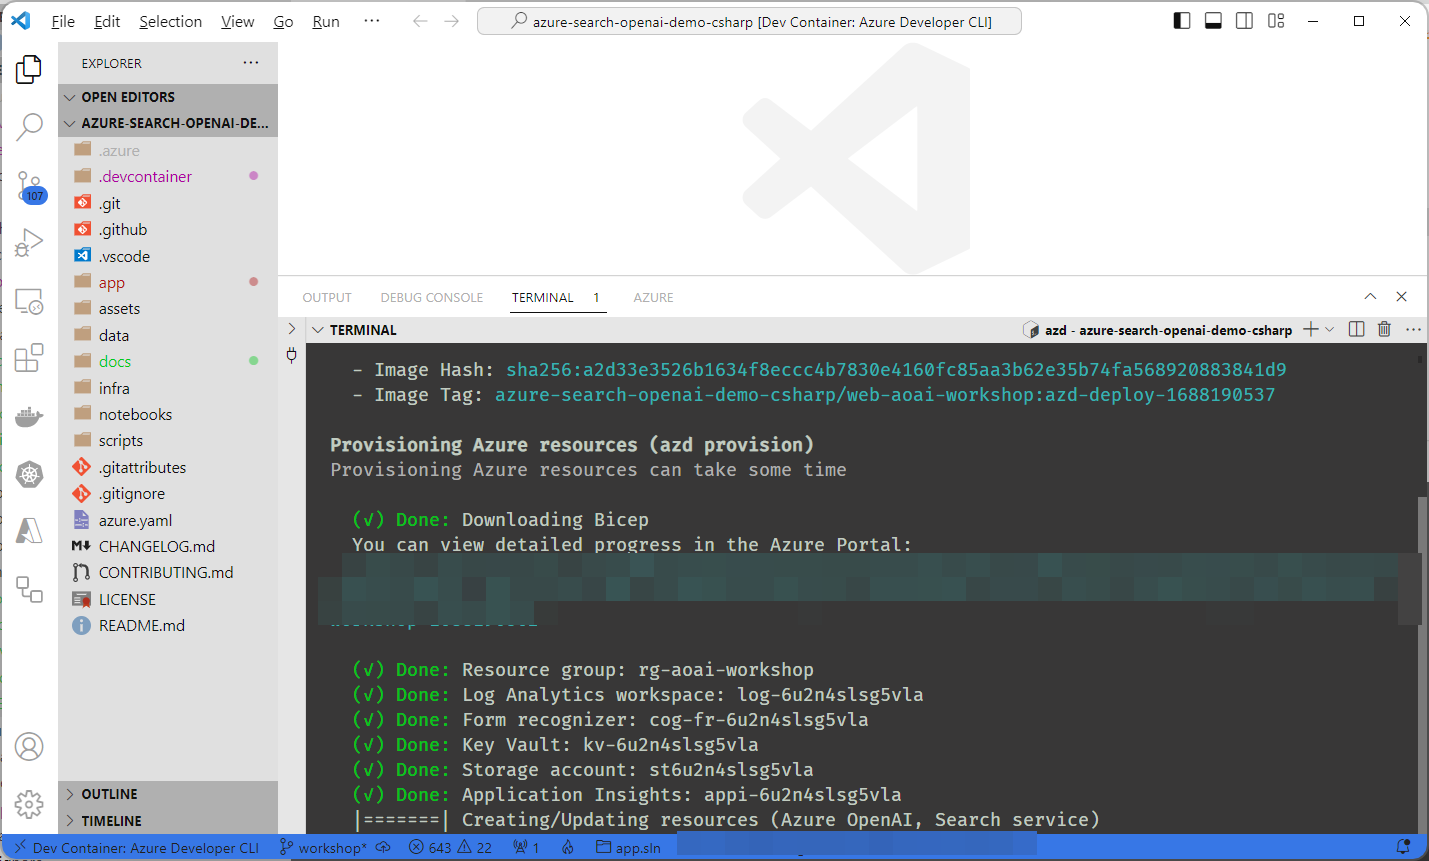 File Edit Selection View Go Run ···
azure-search-openai-demo-csharp [Dev Container: Azure Developer CLI]
EXPLORER ···
OPEN EDITORS
AZURE-SEARCH-OPENAI-DE...
.azure
.devcontainer
.git
.github
.vscode
app
assets
data
docs
infra
notebooks
scripts
.gitattributes
.gitignore
azure.yaml
CHANGELOG.md
CONTRIBUTING.md
LICENSE
README.md
OUTLINE
TIMELINE
107
OUTPUT DEBUG CONSOLE TERMINAL 1 AZURE
TERMINAL
azd - azure-search-openai-demo-csharp
- Image Hash: sha256:a2d33e3526b1634f8eccc4b7830e4160fc85aa3b62e35b74fa568920883841d9
- Image Tag: azure-search-openai-demo-csharp/web-aoai-workshop:azd-deploy-1688190537
Provisioning Azure resources (azd provision)
Provisioning Azure resources can take some time
(√) Done: Downloading Bicep
You can view detailed progress in the Azure Portal:
(√) Done: Resource group: rg-aoai-workshop
(√) Done: Log Analytics workspace: log-6u2n4slsg5vla
(√) Done: Form recognizer: cog-fr-6u2n4slsg5vla
(√) Done: Key Vault: kv-6u2n4slsg5vla
(√) Done: Storage account: st6u2n4slsg5vla
(√) Done: Application Insights: appi-6u2n4slsg5vla
|=======| Creating/Updating resources (Azure OpenAI, Search service)
Dev Container: Azure Developer CLI workshop* 643 22 1 app.sln